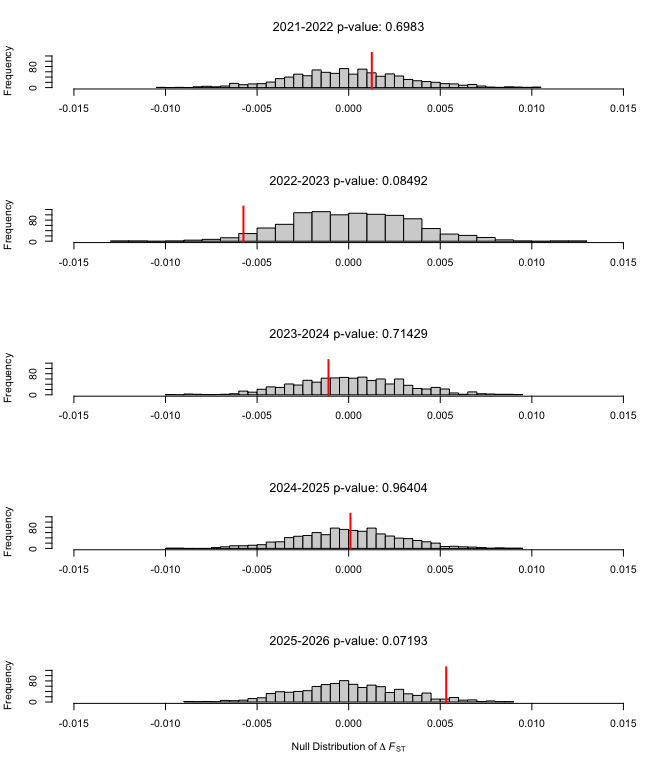 2021-2022 p-value: 0.6983
Frequency
0 80
-0.015 -0.010 -0.005 0.000 0.005 0.010 0.015
2022-2023 p-value: 0.08492
Frequency
0 80
-0.015 -0.010 -0.005 0.000 0.005 0.010 0.015
2023-2024 p-value: 0.71429
Frequency
0 80
-0.015 -0.010 -0.005 0.000 0.005 0.010 0.015
2024-2025 p-value: 0.96404
Frequency
0 80
-0.015 -0.010 -0.005 0.000 0.005 0.010 0.015
2025-2026 p-value: 0.07193
Frequency
0 80
-0.015 -0.010 -0.005 0.000 0.005 0.010 0.015
Null Distribution of Δ FST